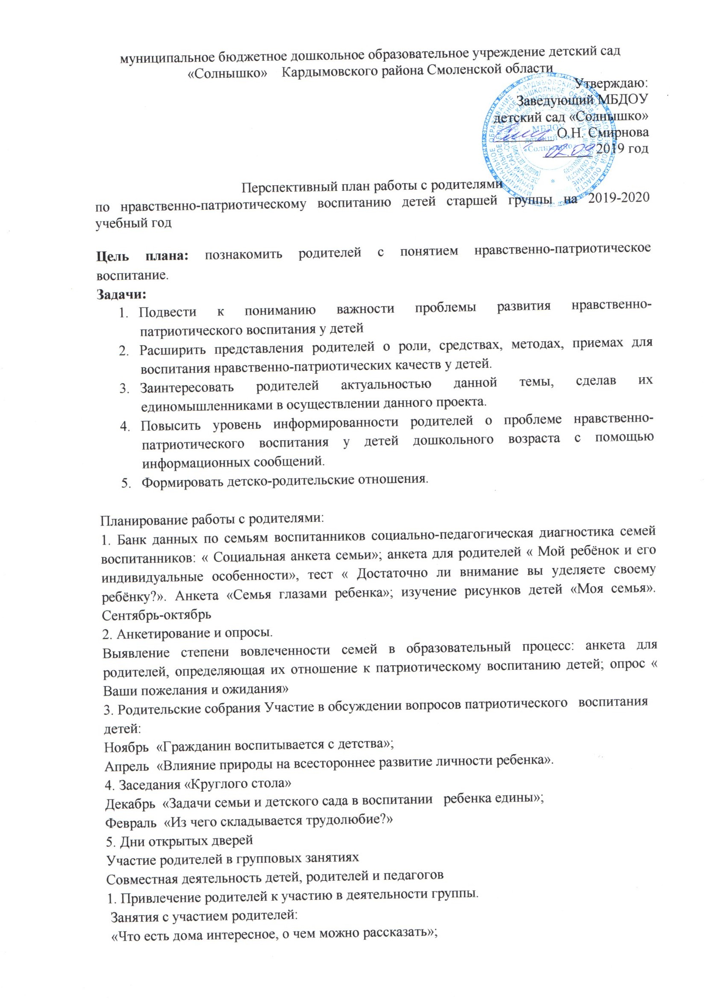 муниципальное бюджетное дошкольное образовательное учреждение детский сад
«Солнышко» Кардымовского района Смоленской области
Утверждаю:
Заведующий МБДОУ
детский сад «Солнышко»
О.Н. Смирнова
02.09 2019 год
МБДОУ
детский сад
«Солнышко»
Перспективный план работы с родителями
по нравственно-патриотическому воспитанию детей старшей группы на 2019-2020
учебный год
Цель плана: познакомить родителей с понятием нравственно-патриотическое
воспитание.
Задачи:
1. Подвести к пониманию важности проблемы развития нравственно-
патриотического воспитания у детей
2. Расширить представления родителей о роли, средствах, методах, приемах для
воспитания нравственно-патриотических качеств у детей.
3. Заинтересовать родителей актуальностью данной темы, сделав их
единомышленниками в осуществлении данного проекта.
4. Повысить уровень информированности родителей о проблеме нравственно-
патриотического воспитания у детей дошкольного возраста с помощью
информационных сообщений.
5. Формировать детско-родительские отношения.
Планирование работы с родителями:
1. Банк данных по семьям воспитанников социально-педагогическая диагностика семей
воспитанников: « Социальная анкета семьи»; анкета для родителей « Мой ребёнок и его
индивидуальные особенности», тест « Достаточно ли внимание вы уделяете своему
ребёнку?». Анкета «Семья глазами ребенка»; изучение рисунков детей «Моя семья».
Сентябрь-октябрь
2. Анкетирование и опросы.
Выявление степени вовлеченности семей в образовательный процесс: анкета для
родителей, определяющая их отношение к патриотическому воспитанию детей; опрос «
Ваши пожелания и ожидания»
3. Родительские собрания Участие в обсуждении вопросов патриотического воспитания
детей:
Ноябрь «Гражданин воспитывается с детства»;
Апрель «Влияние природы на всестороннее развитие личности ребенка».
4. Заседания «Круглого стола»
Декабрь «Задачи семьи и детского сада в воспитании ребенка едины»;
Февраль «Из чего складывается трудолюбие?»
5. Дни открытых дверей
Участие родителей в групповых занятиях
Совместная деятельность детей, родителей и педагогов
1. Привлечение родителей к участию в деятельности группы.
Занятия с участием родителей:
«Что есть дома интересное, о чем можно рассказать»;